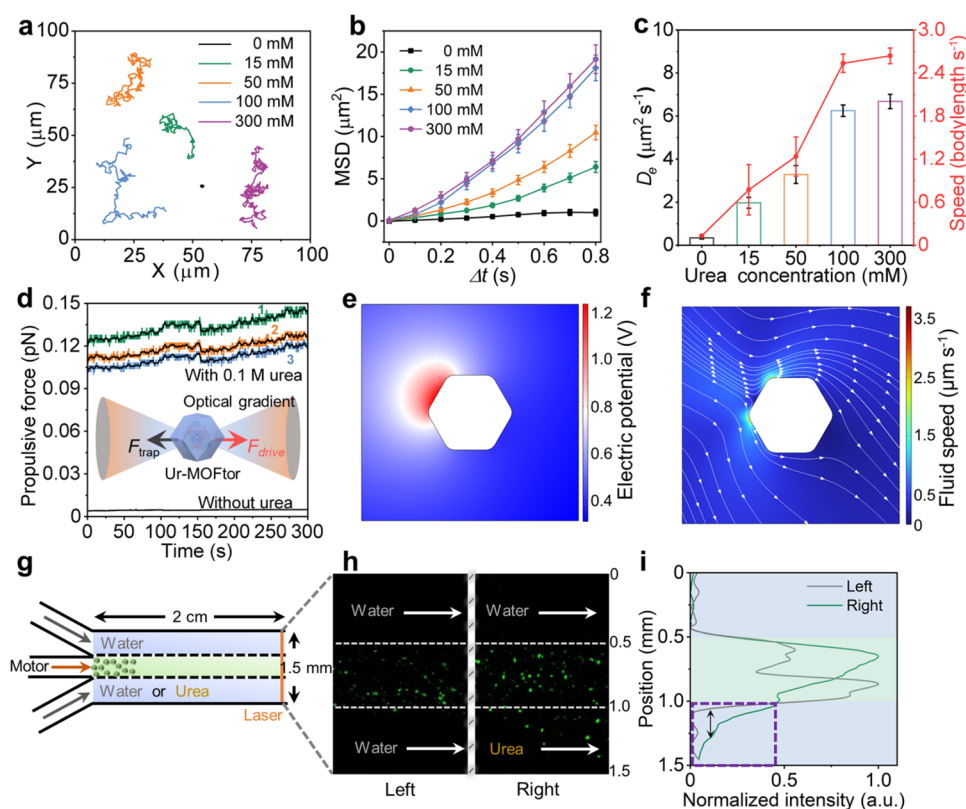 a
100
75
50
25
0
Y (μm)
0 25 50 75 100
X (μm)
0 mM
15 mM
50 mM
100 mM
300 mM
b
20
15
10
5
0
MSD (μm²)
0.0 0.2 0.4 0.6 0.8
Δt (s)
0 mM
15 mM
50 mM
100 mM
300 mM
c
10
8
6
4
2
0
De (μm² s⁻¹)
3.0
2.4
1.8
1.2
0.6
0.0
Speed (bodylength s⁻¹)
0 15 50 100 300
Urea concentration (mM)
d
0.15
0.12
0.09
0.06
0.03
0
Propulsive force (pN)
1
2
3
With 0.1 M urea
Optical gradient
Ftrap
Fdrive
Ur-MOFtor
Without urea
0 50 100 150 200 250 300
Time (s)
e
1.2
1.0
0.8
0.6
0.4
Electric potential (V)
f
3.5
3.0
2.5
2.0
1.5
1.0
0.5
0
Fluid speed (μm s⁻¹)
g
2 cm
Water
Motor
1.5 mm
Water or Urea
Laser
h
Water
Water
Water
Urea
0
0.5
1.0
1.5
Left
Right
i
0
0.5
1.0
1.5
Position (mm)
Left
Right
0 0.5 1.0
Normalized intensity (a.u.)